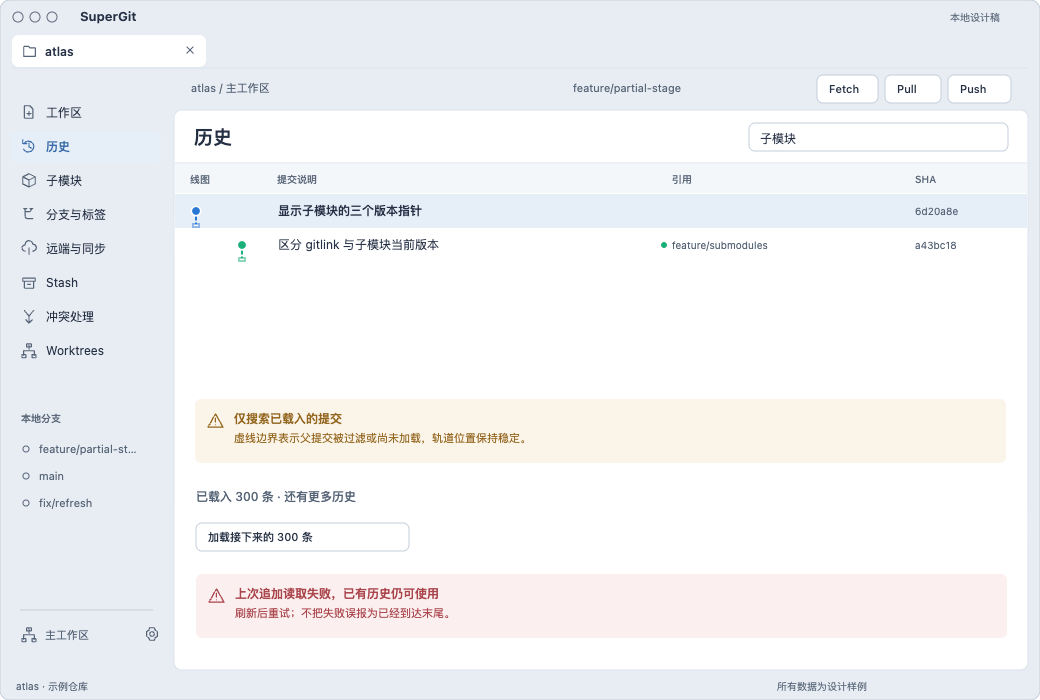 SuperGit
本地设计稿
atlas
atlas / 主工作区
feature/partial-stage
Fetch
Pull
Push
工作区
历史
子模块
分支与标签
远端与同步
Stash
冲突处理
Worktrees
本地分支
feature/partial-st...
main
fix/refresh
主工作区
历史
子模块
线图
提交说明
引用
SHA
显示子模块的三个版本指针
6d20a8e
区分 gitlink 与子模块当前版本
feature/submodules
a43bc18
仅搜索已载入的提交
虚线边界表示父提交被过滤或尚未加载，轨道位置保持稳定。
已载入 300 条 · 还有更多历史
加载接下来的 300 条
上次追加读取失败，已有历史仍可使用
刷新后重试；不把失败误报为已经到达末尾。
atlas · 示例仓库
所有数据为设计样例